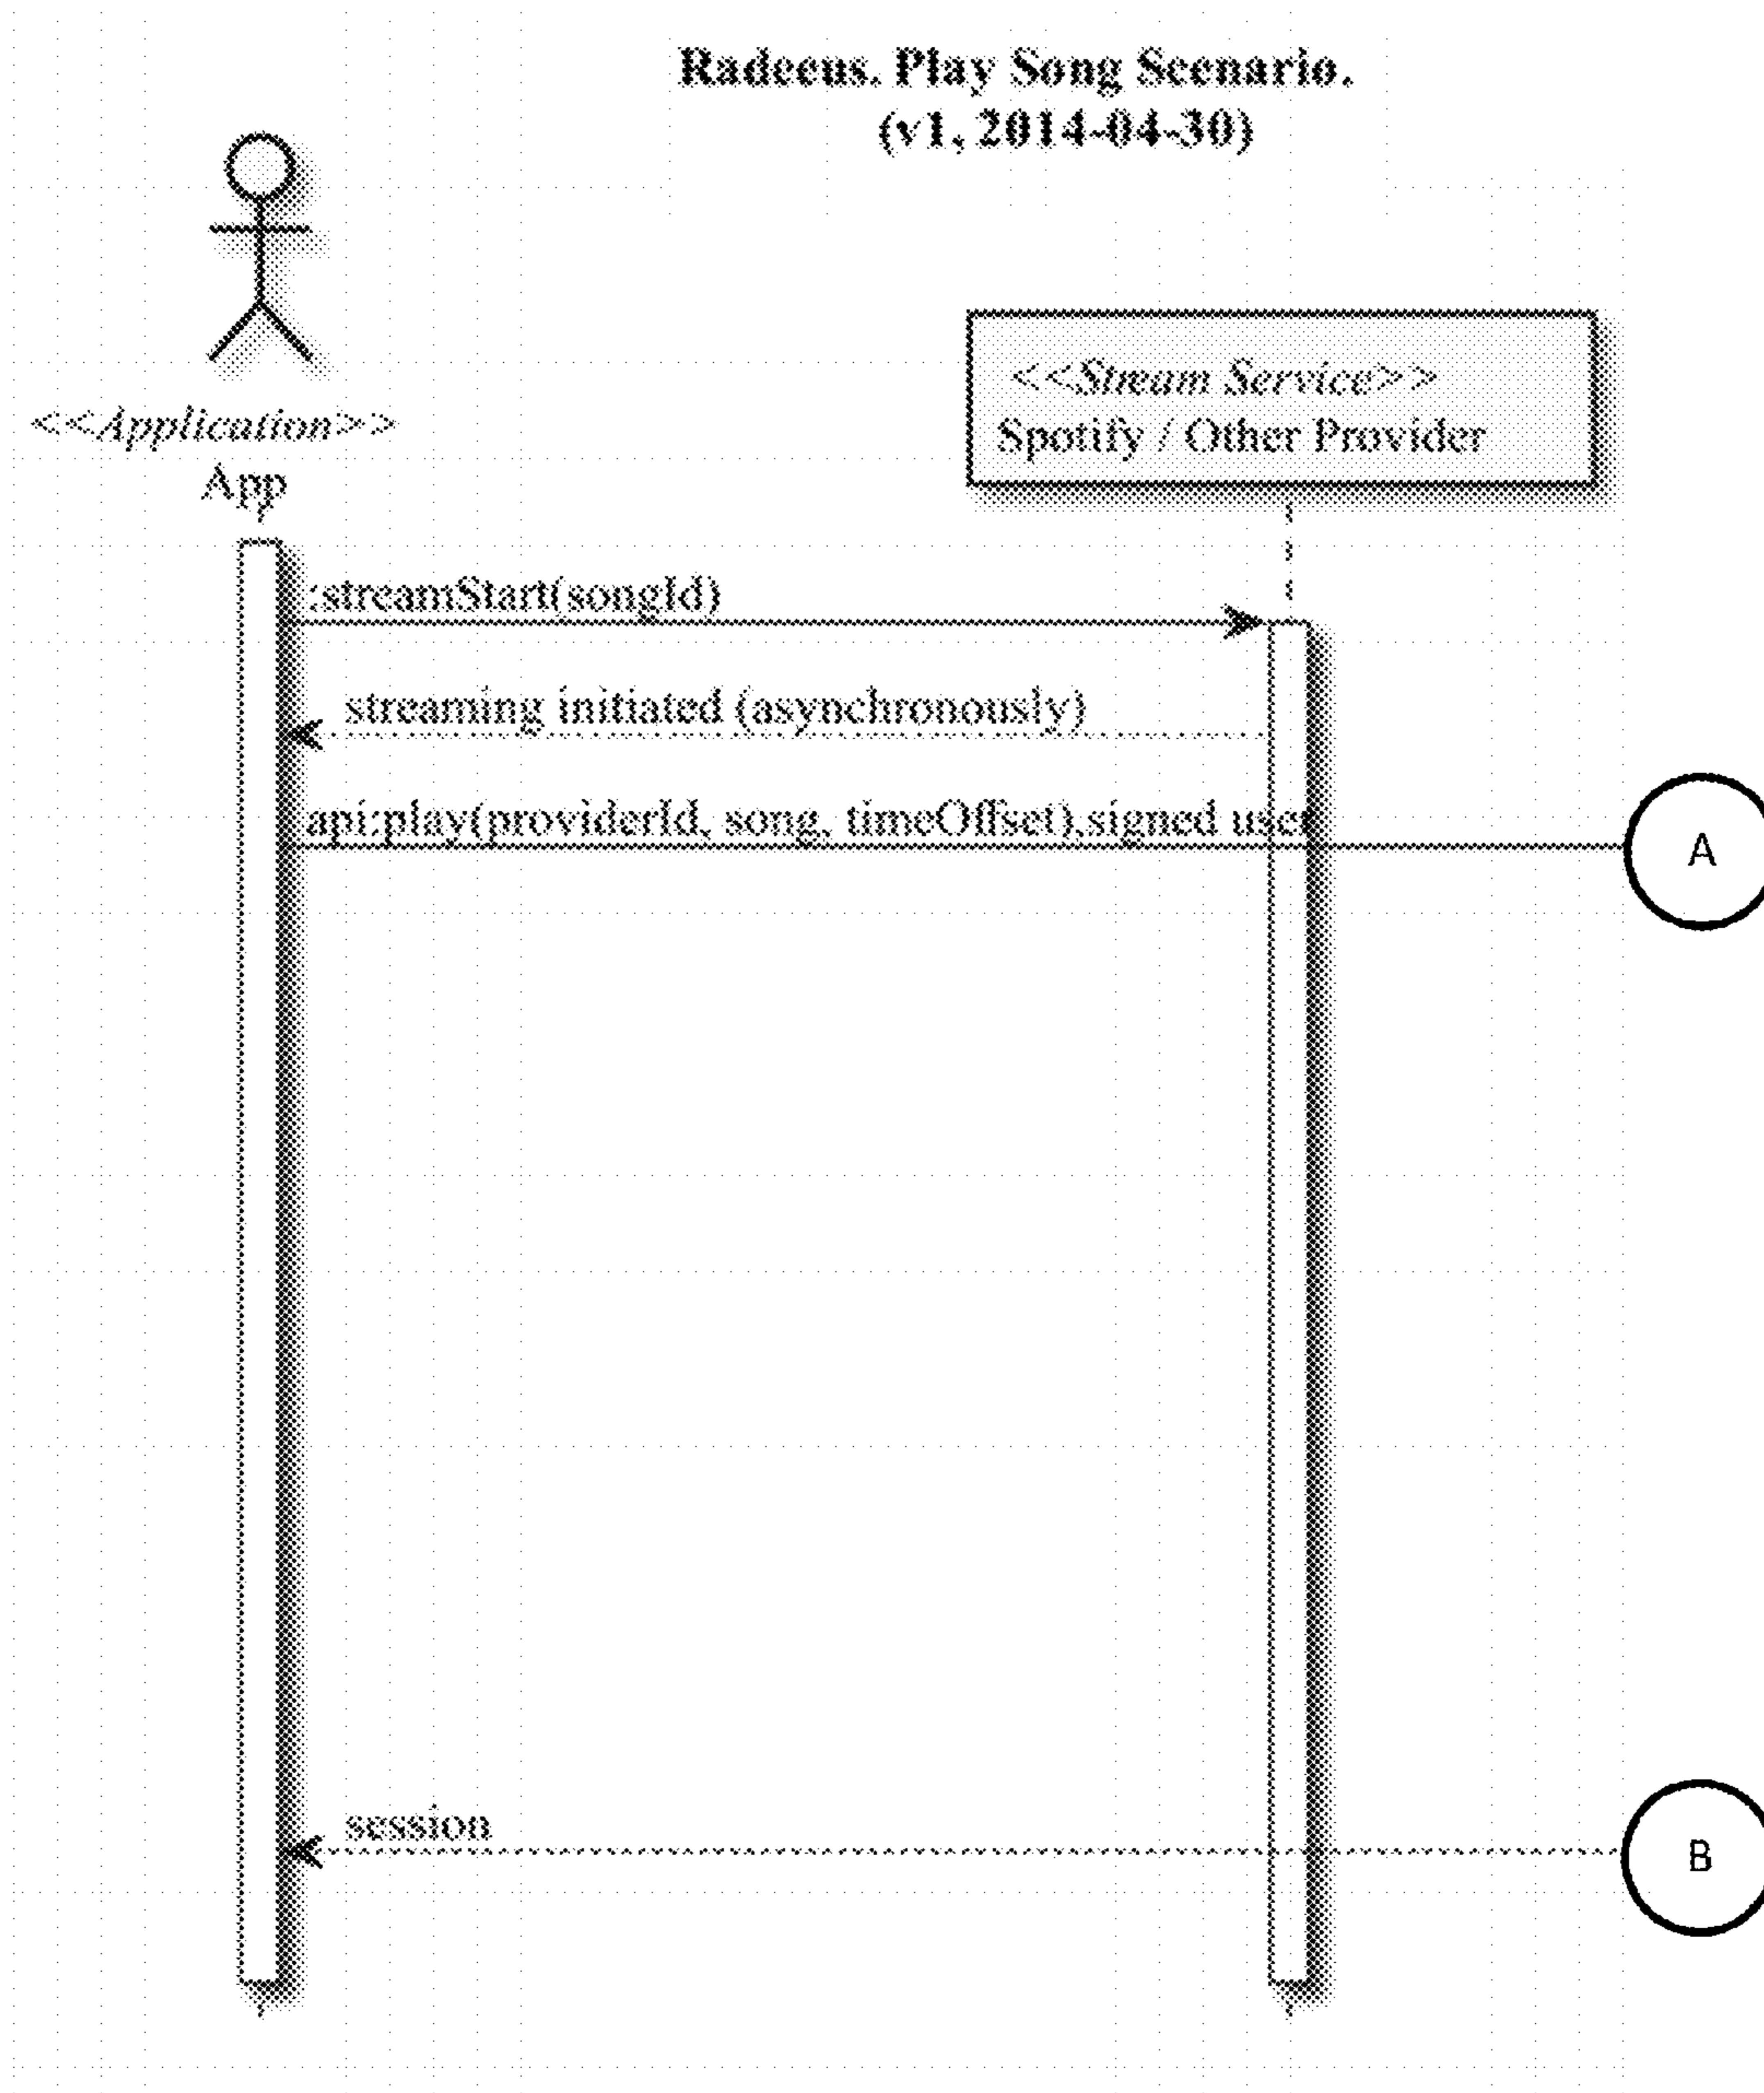 Radeeus. Play Song Scenario.
(v1, 2014-04-30)
<<Stream Service>>
Spotify / Other Provider
<<Application>>
App
:streamStart(songId)
streaming initiated (asynchronously)
api:play(providerId, song, timeOffset),signed user
A
session
B